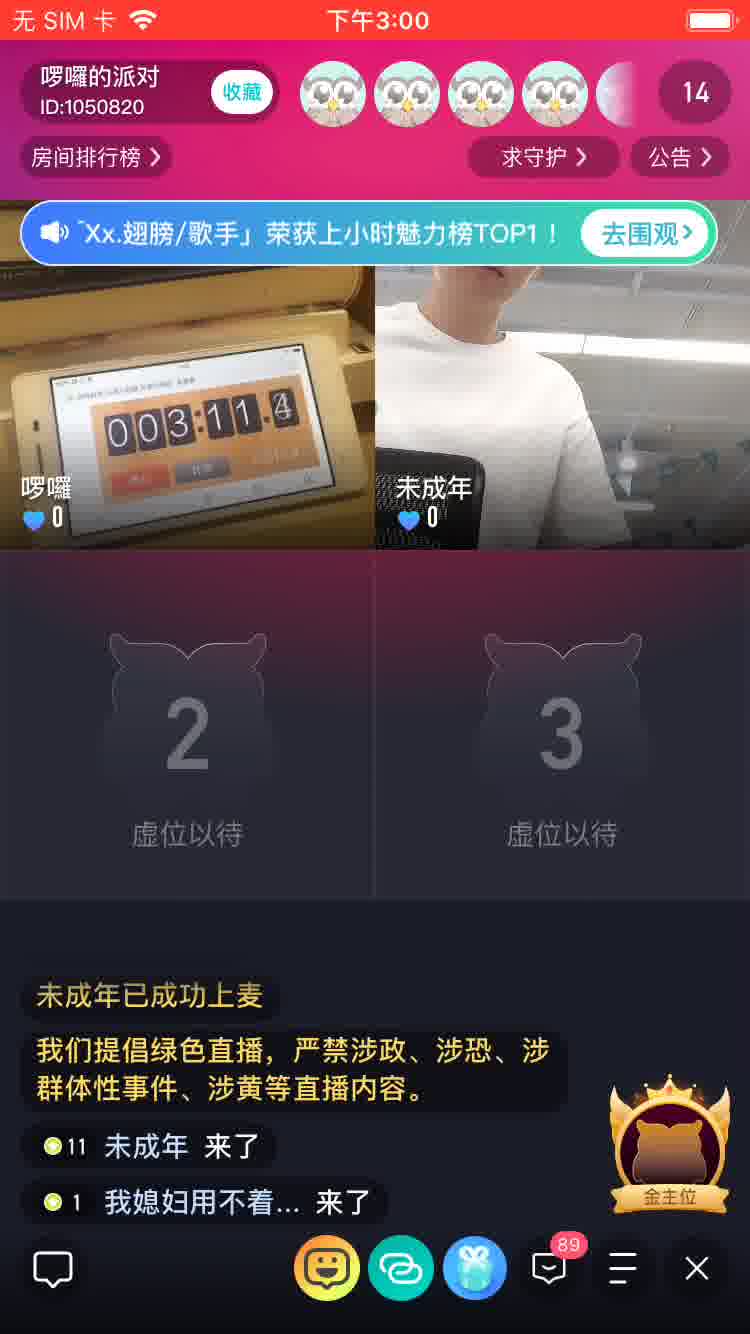 无 SIM 卡
下午3:00
啰囉的派对
ID:1050820
收藏
14
房间排行榜
求守护
公告
Xx.翅膀/歌手」荣获上小时魅力榜TOP1！
去围观
003:11.4
啰囉
0
未成年
0
2
虚位以待
3
虚位以待
未成年已成功上麦
我们提倡绿色直播，严禁涉政、涉恐、涉
群体性事件、涉黄等直播内容。
11 未成年 来了
1 我媳妇用不着... 来了
金主位
89